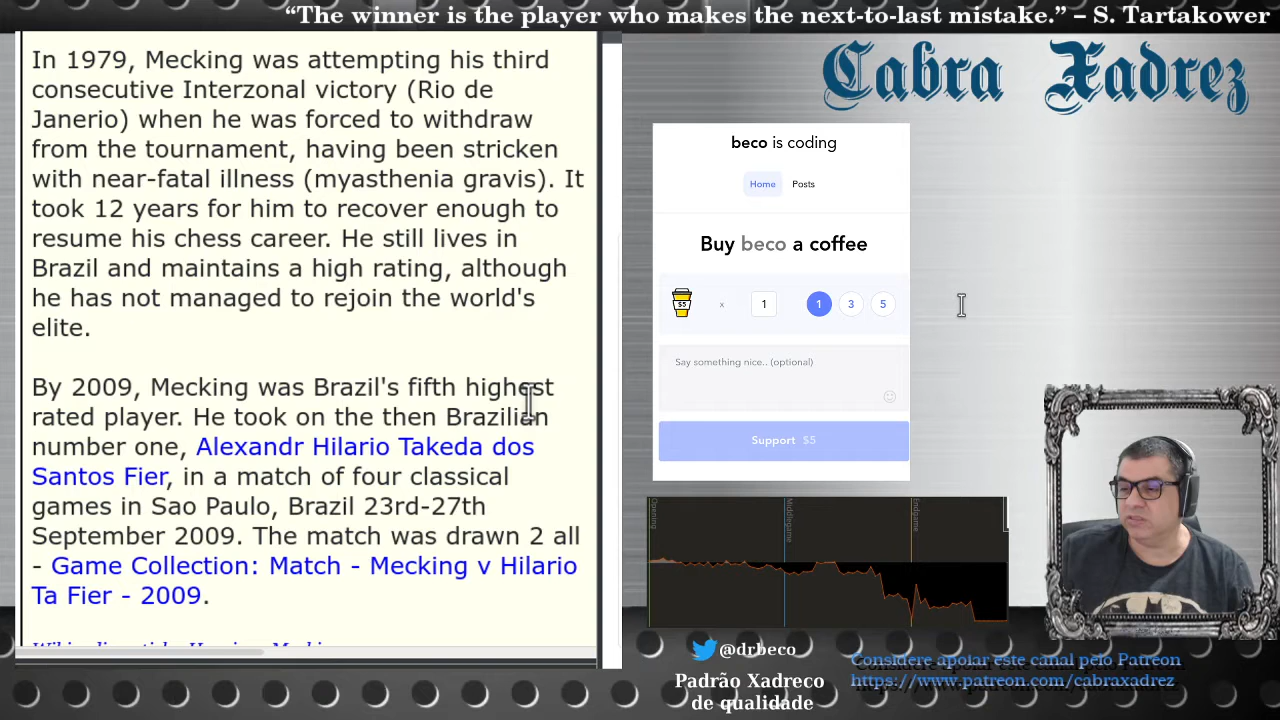 “The winner is the player who makes the next-to-last mistake.” – S. Tartakower
In 1979, Mecking was attempting his third
consecutive Interzonal victory (Rio de
Janerio) when he was forced to withdraw
from the tournament, having been stricken
with near-fatal illness (myasthenia gravis). It
took 12 years for him to recover enough to
resume his chess career. He still lives in
Brazil and maintains a high rating, although
he has not managed to rejoin the world's
elite.
By 2009, Mecking was Brazil's fifth highest
rated player. He took on the then Brazilian
number one, Alexandr Hilario Takeda dos
Santos Fier, in a match of four classical
games in Sao Paulo, Brazil 23rd-27th
September 2009. The match was drawn 2 all
- Game Collection: Match - Mecking v Hilario
Ta Fier - 2009.
Cabra Xadrez
beco is coding
Home Posts
Buy beco a coffee
$5 x 1 1 3 5
Say something nice.. (optional)
Support $5
Opening
Middlegame
Endgame
@drbeco
Padrão Xadreco
de qualidade
Considere apoiar este canal pelo Patreon
https://www.patreon.com/cabraxadrez